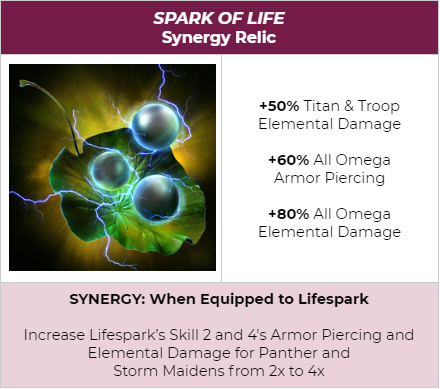 SPARK OF LIFE
Synergy Relic
+50% Titan & Troop
Elemental Damage
+60% All Omega
Armor Piercing
+80% All Omega
Elemental Damage
SYNERGY: When Equipped to Lifespark
Increase Lifespark's Skill 2 and 4's Armor Piercing and
Elemental Damage for Panther and
Storm Maidens from 2x to 4x